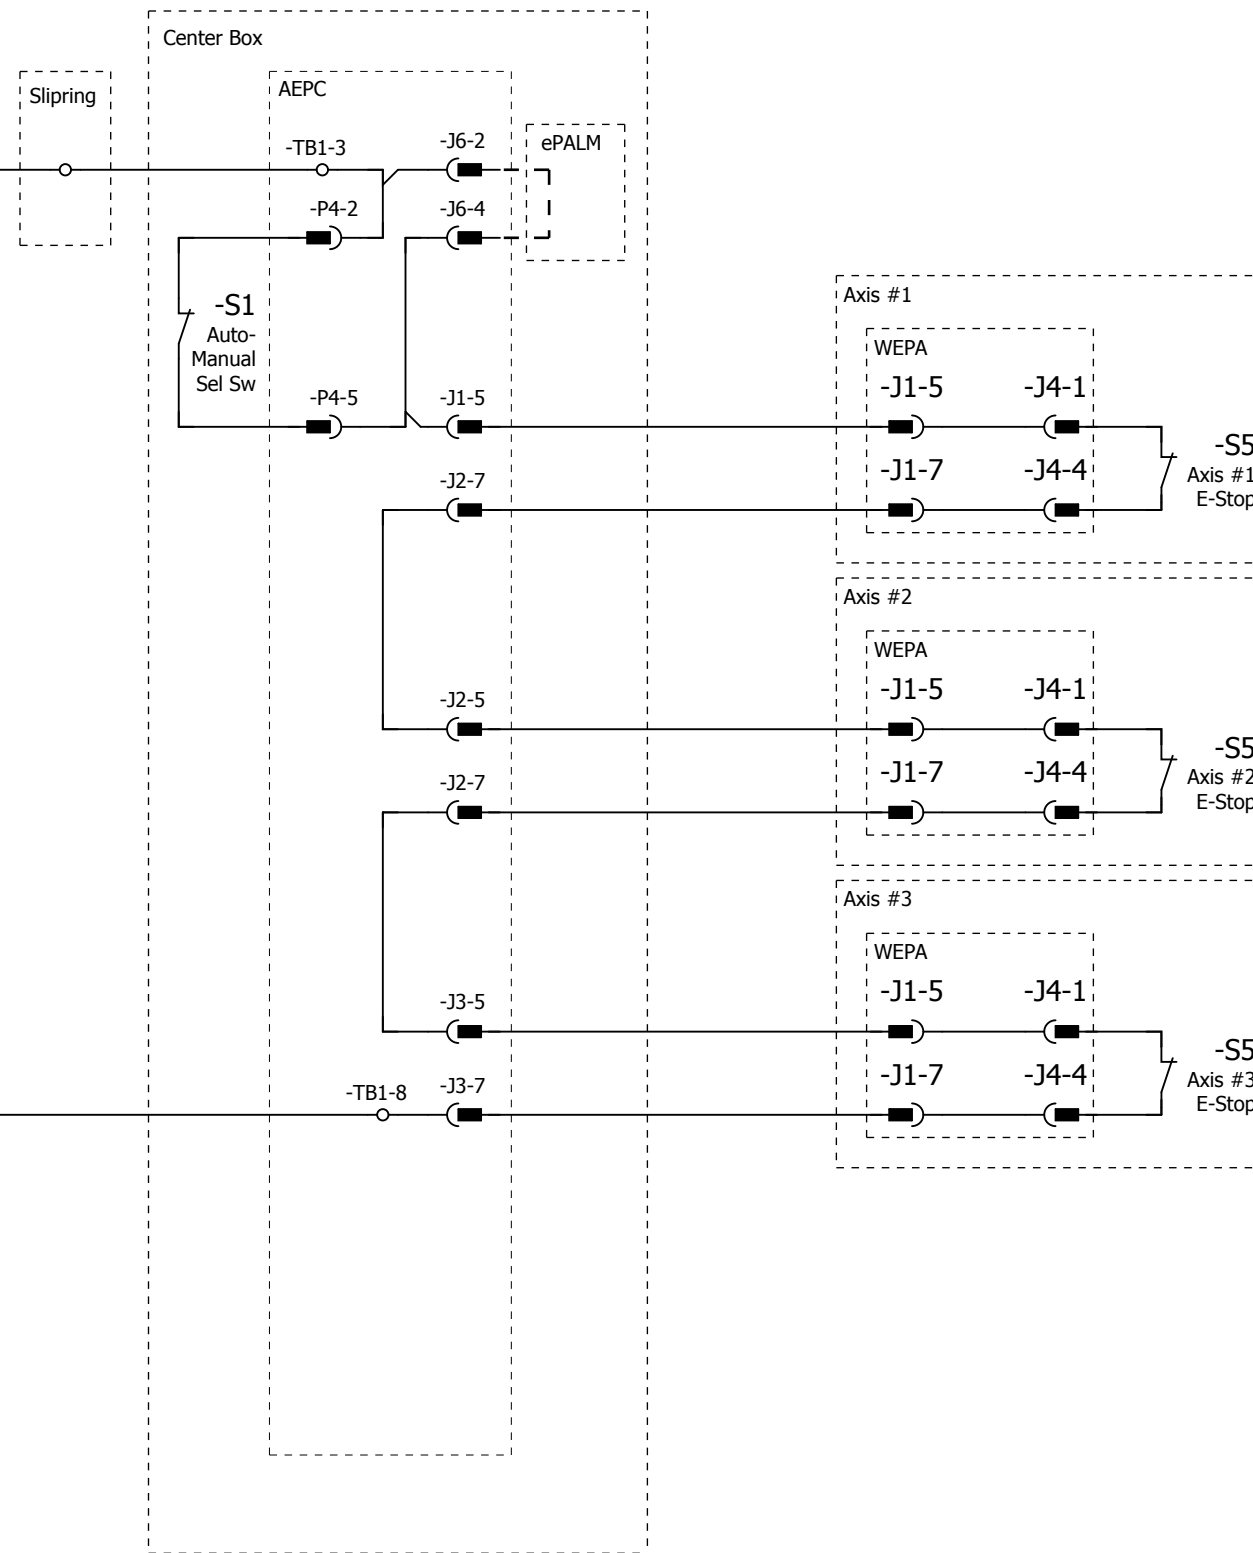 Center Box
Slipring
AEPC
-TB1-3
-J6-2
ePALM
-P4-2
-J6-4
-S1
Auto-
Manual
Sel Sw
-P4-5
-J1-5
-J2-7
-J2-5
-J2-7
-J3-5
-TB1-8
-J3-7
Axis #1
WEPA
-J1-5
-J4-1
-J1-7
-J4-4
-S5
Axis #1
E-Stop
Axis #2
WEPA
-J1-5
-J4-1
-J1-7
-J4-4
-S5
Axis #2
E-Stop
Axis #3
WEPA
-J1-5
-J4-1
-J1-7
-J4-4
-S5
Axis #3
E-Stop